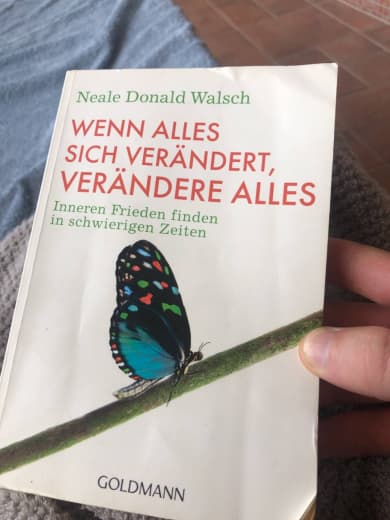 Neale Donald Walsch
WENN ALLES
SICH VERÄNDERT,
VERÄNDERE ALLES
Inneren Frieden finden
in schwierigen Zeiten
GOLDMANN